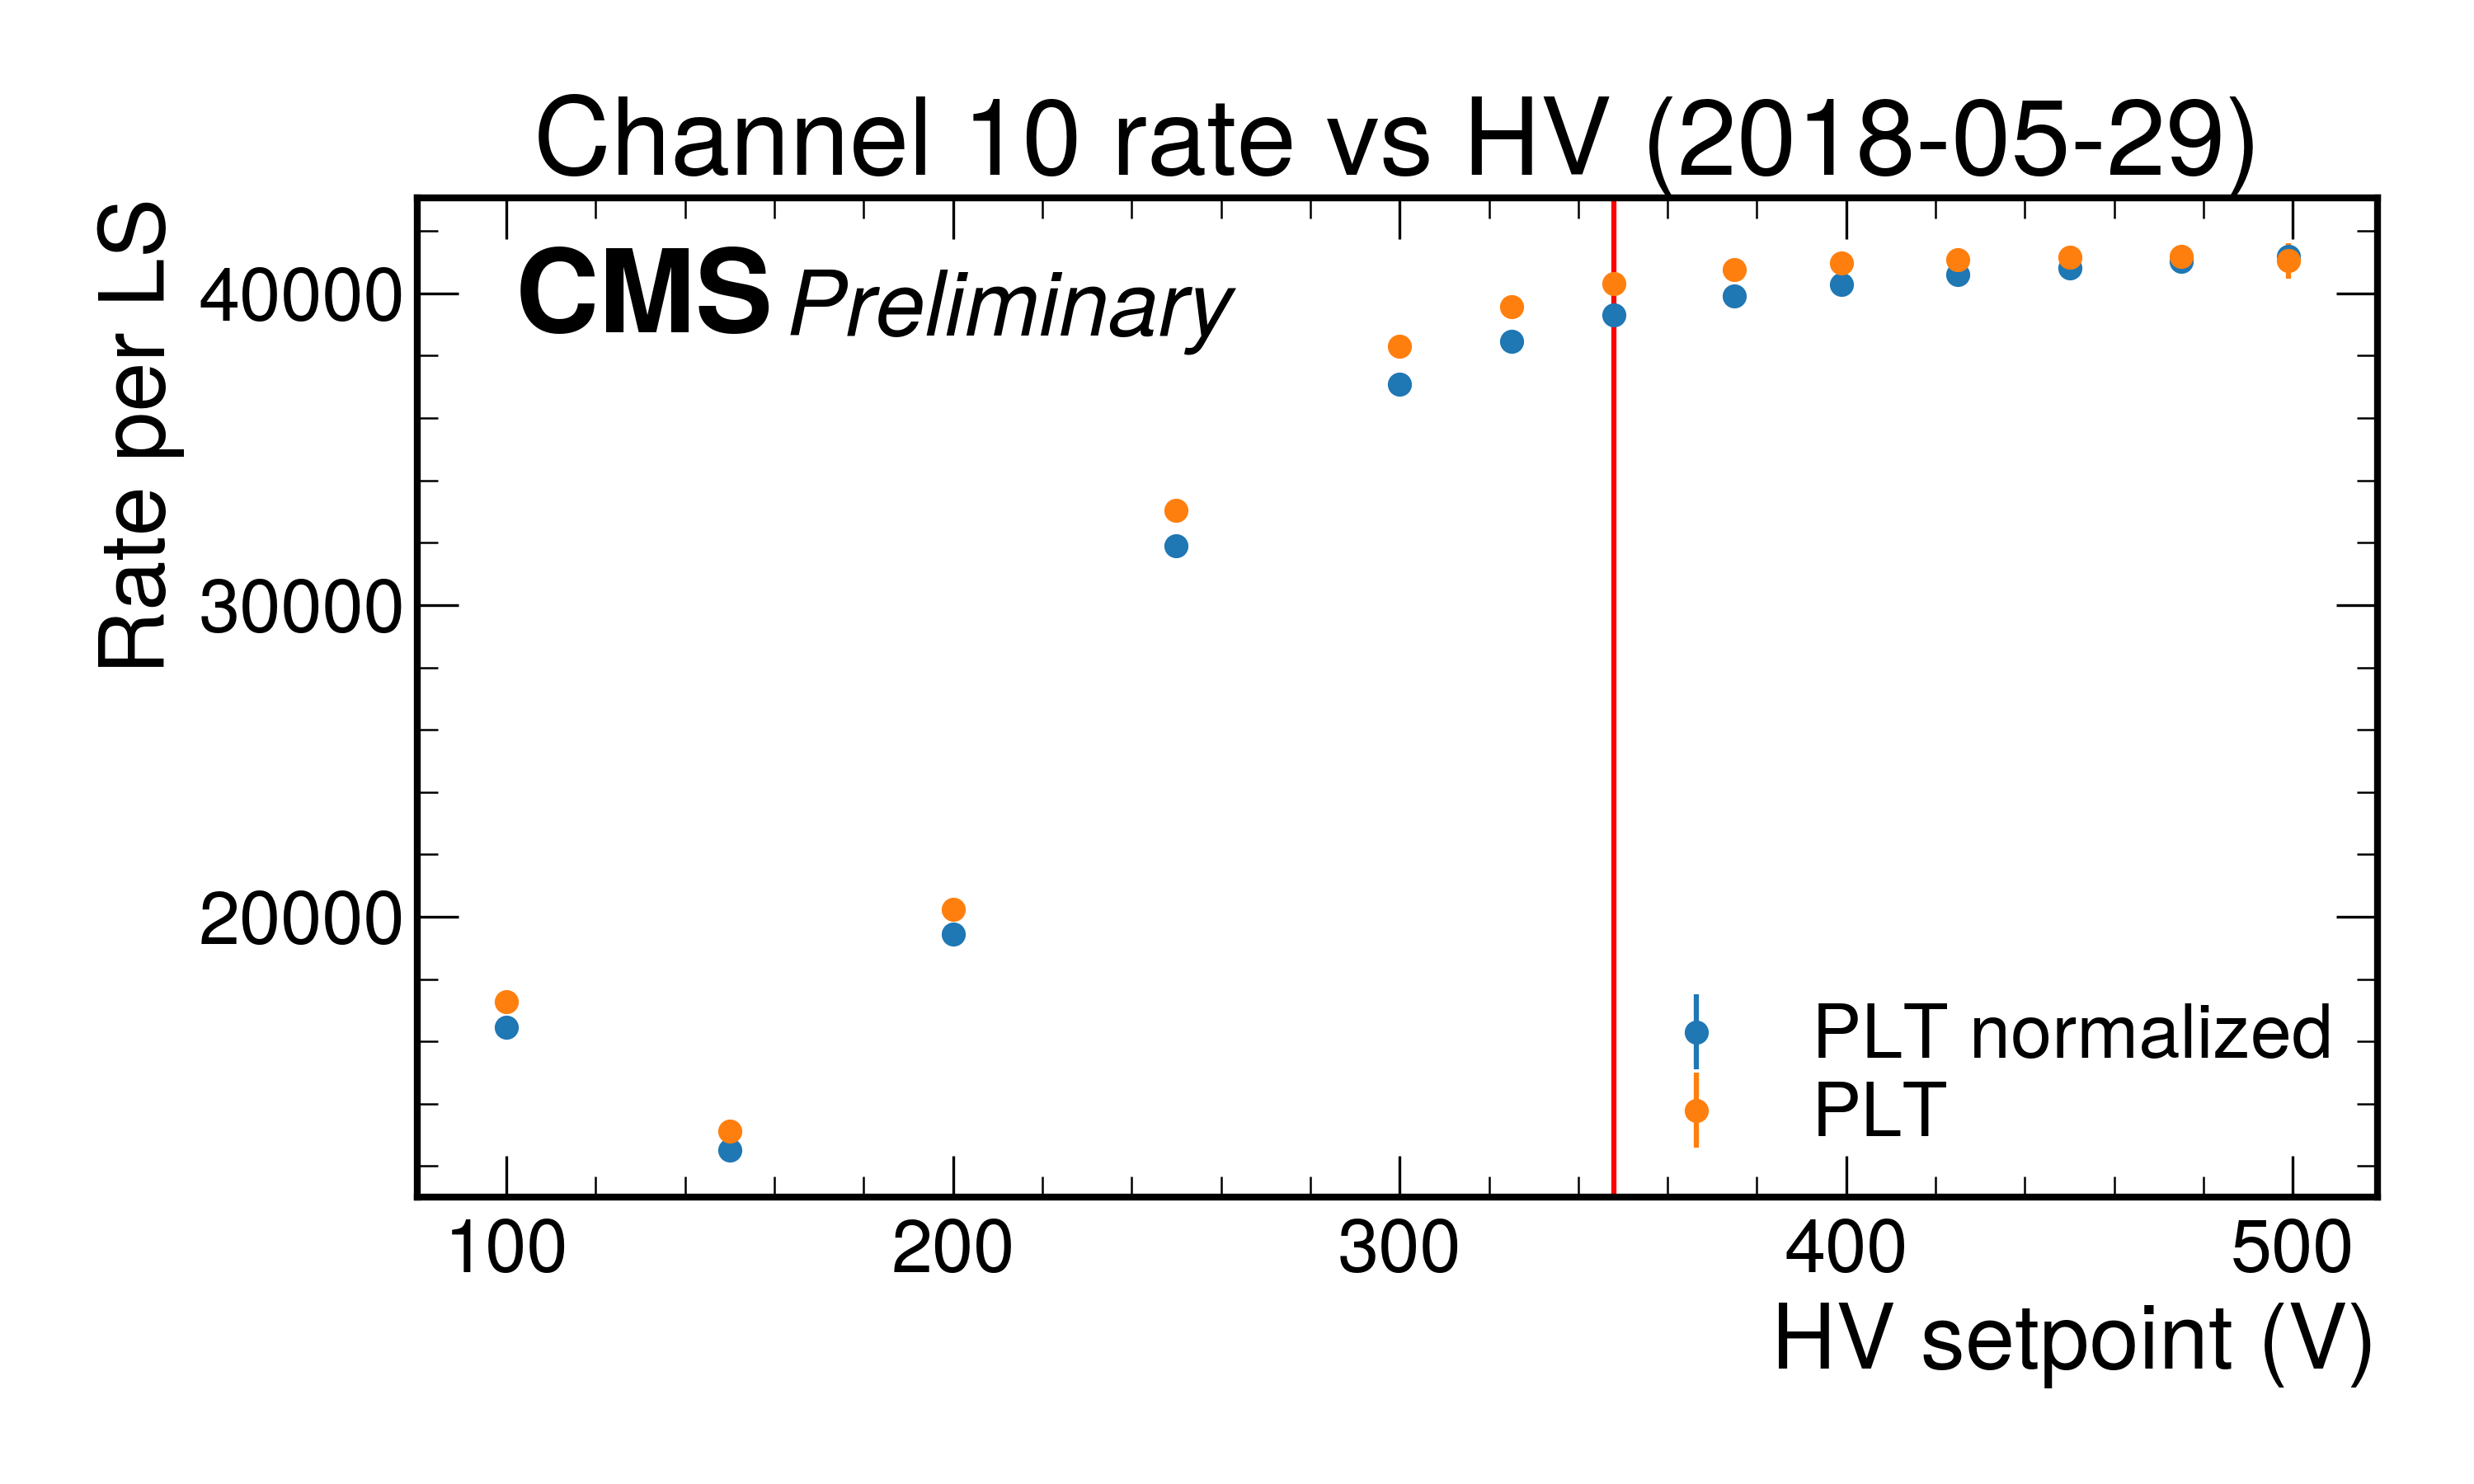 Channel 10 rate vs HV (2018-05-29)
CMS Preliminary
Rate per LS
40000
30000
20000
PLT normalized
PLT
100 200 300 400 500
HV setpoint (V)